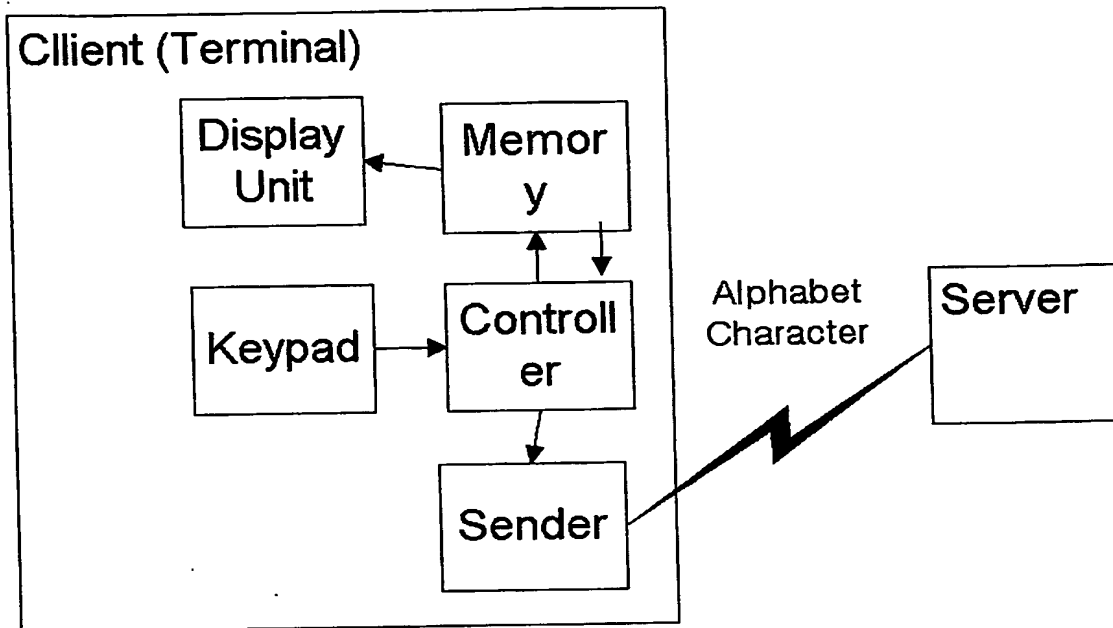 Cllient (Terminal)
Display
Unit
Memor
y
Keypad
Controll
er
Alphabet
Character
Server
Sender